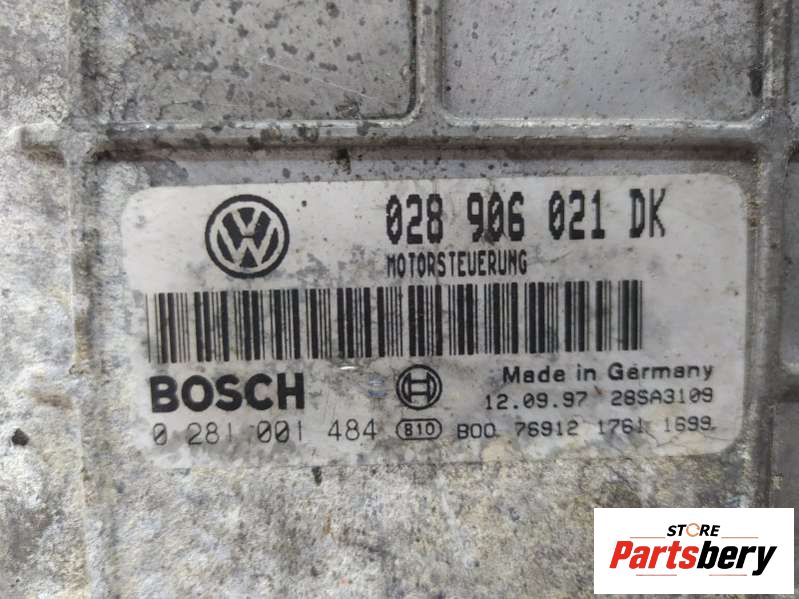 028 906 021 DK
MOTORSTEUERUNG
BOSCH
Made in Germany
12.09.97 28SA3109
0 281 001 484 B10 B00 76912 1761 1699
STORE
Partsbery